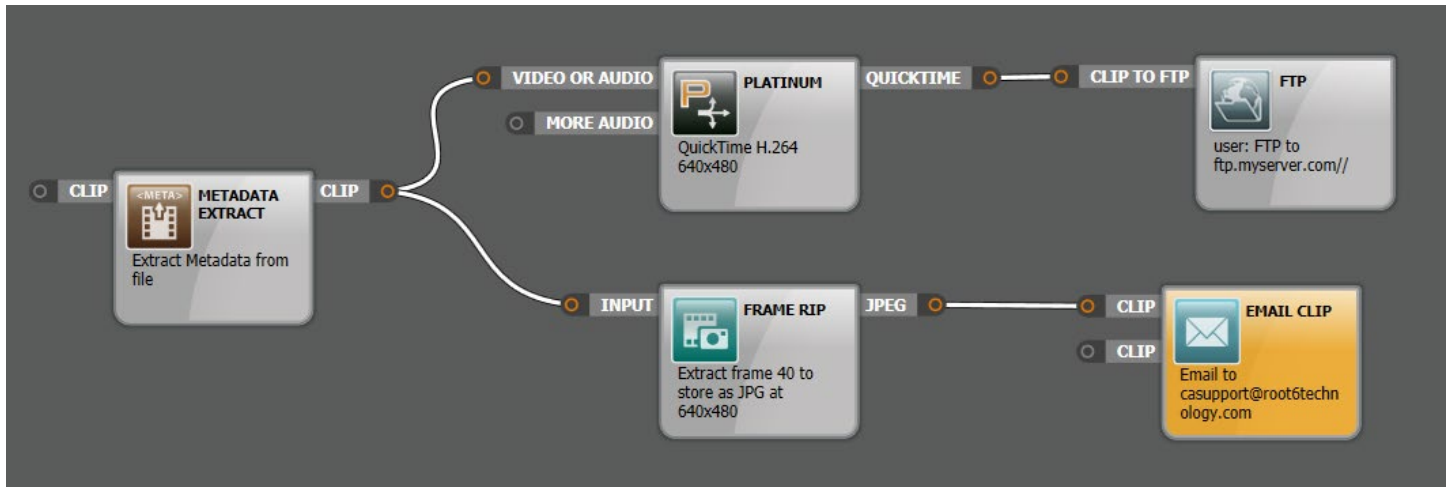 CLIP
<META>
METADATA
EXTRACT
Extract Metadata from
file
CLIP
VIDEO OR AUDIO
MORE AUDIO
P
PLATINUM
QuickTime H.264
640x480
QUICKTIME
CLIP TO FTP
FTP
user: FTP to
ftp.myserver.com//
INPUT
FRAME RIP
Extract frame 40 to
store as JPG at
640x480
JPEG
CLIP
CLIP
EMAIL CLIP
Email to
casupport@root6techn
ology.com